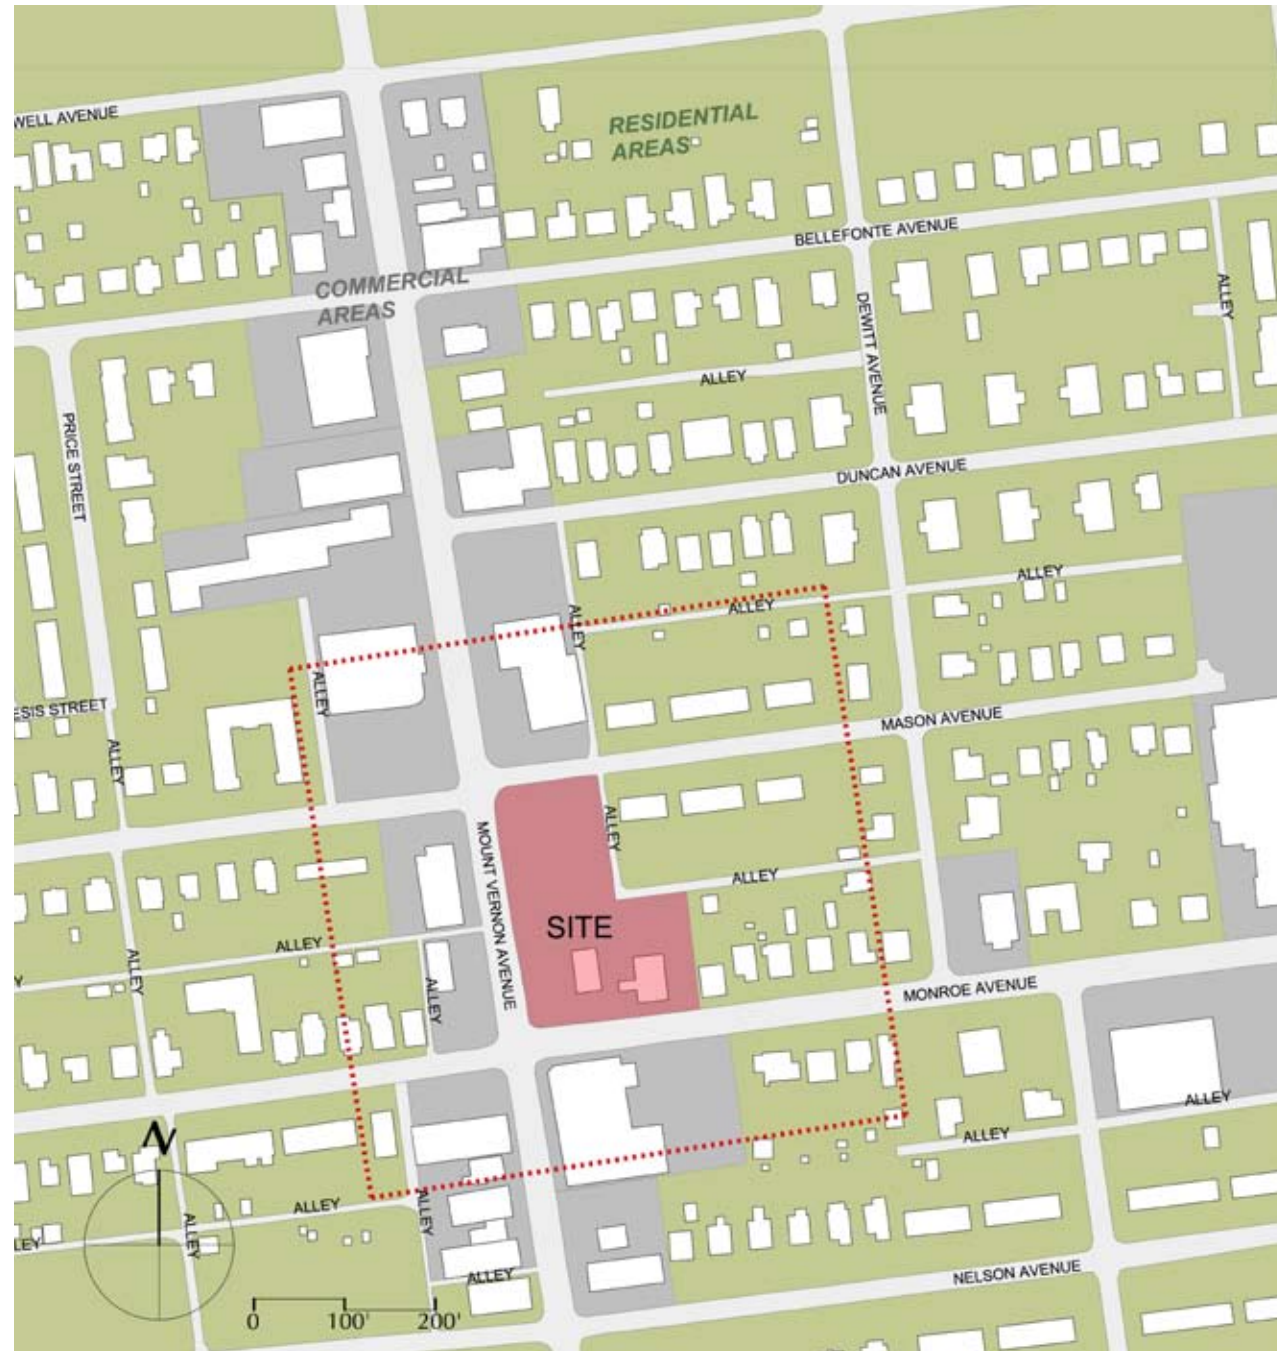 WELL AVENUE
RESIDENTIAL
AREAS
BELLEFONTE AVENUE
COMMERCIAL
AREAS
ALLEY
DEWITT AVENUE
ALLEY
PRICE STREET
DUNCAN AVENUE
ALLEY
ALLEY
ALLEY
ALLEY
ESIS STREET
MASON AVENUE
ALLEY
ALLEY
MOUNT VERNON AVENUE
ALLEY
SITE
ALLEY
ALLEY
Y
ALLEY
MONROE AVENUE
N
ALLEY
ALLEY
ALLEY
ALLEY
ALLEY
LEY
ALLEY
NELSON AVENUE
0 100' 200'